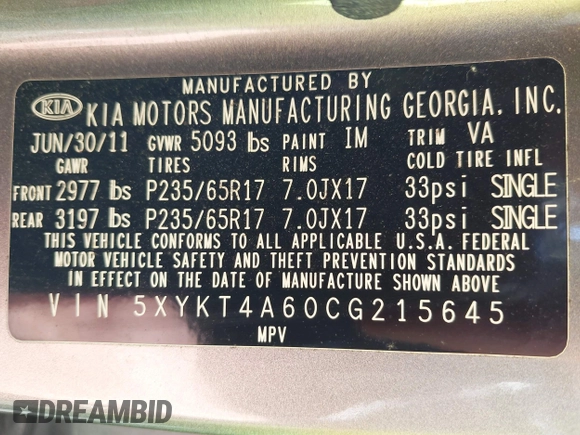 MANUFACTURED BY
KIA KIA MOTORS MANUFACTURING GEORGIA, INC.
JUN/30/11 GVWR 5093 lbs PAINT IM TRIM VA
GAWR TIRES RIMS COLD TIRE INFL
FRONT 2977 lbs P235/65R17 7.0JX17 33psi SINGLE
REAR 3197 lbs P235/65R17 7.0JX17 33psi SINGLE
THIS VEHICLE CONFORMS TO ALL APPLICABLE U.S.A. FEDERAL
MOTOR VEHICLE SAFETY AND THEFT PREVENTION STANDARDS
IN EFFECT ON THE DATE OF MANUFACTURE SHOWN ABOVE
VIN 5XYKT4A60CG215645
MPV
DREAMBID